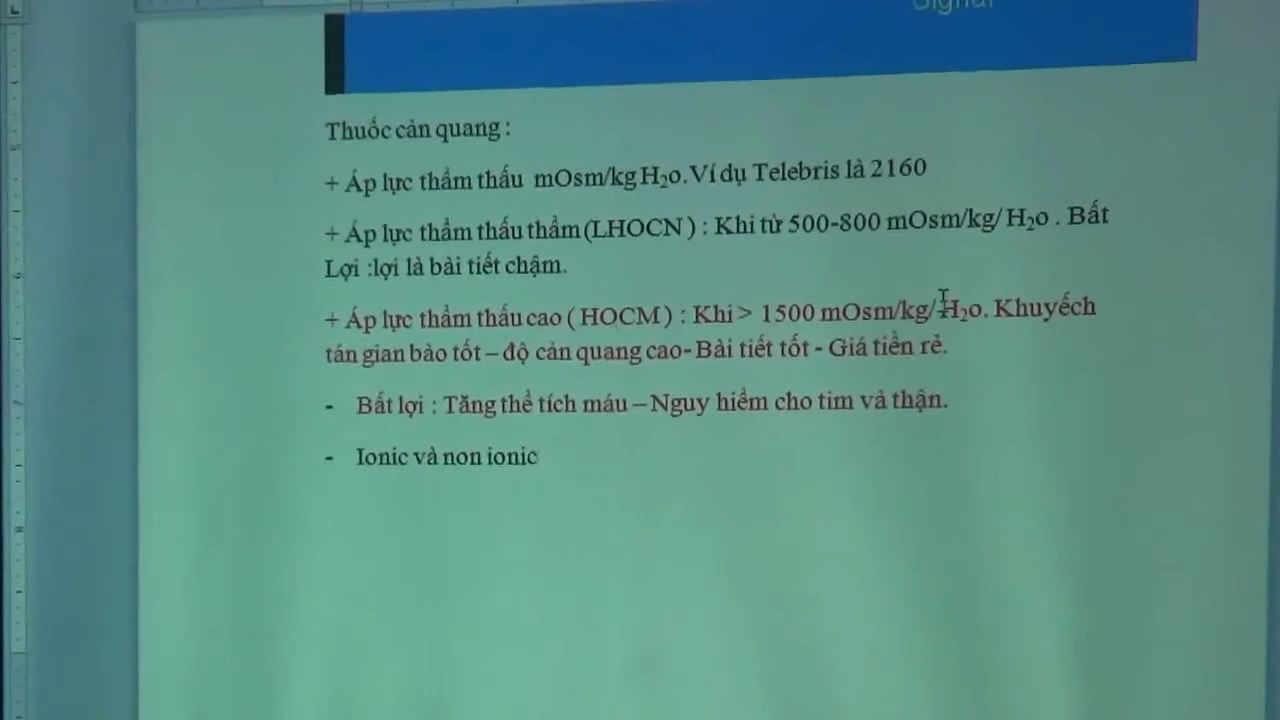 Signal
Thuốc cản quang :
+ Áp lực thẩm thấu mOsm/kg H₂o. Ví dụ Telebris là 2160
+ Áp lực thẩm thấu thẩm (LHOCN ) : Khi từ 500-800 mOsm/kg/ H₂o . Bất
Lợi :lợi là bài tiết chậm.
+ Áp lực thẩm thấu cao ( HOCM ) : Khi > 1500 mOsm/kg/ H₂o. Khuyếch
tán gian bào tốt – độ cản quang cao- Bài tiết tốt - Giá tiền rẻ.
- Bất lợi : Tăng thể tích máu – Nguy hiểm cho tim và thận.
- Ionic và non ionic